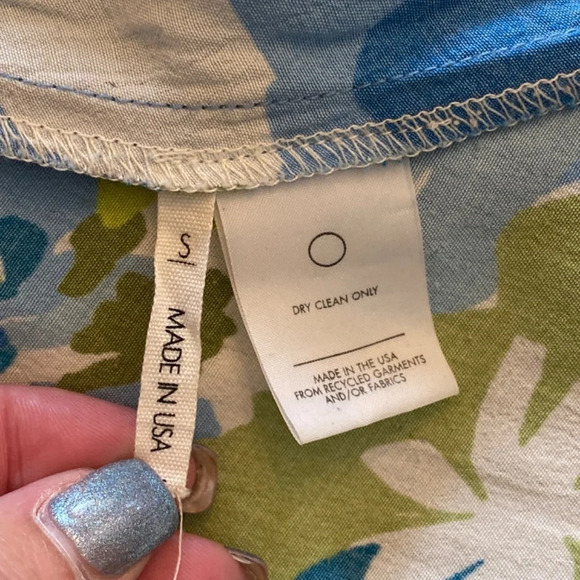 S|
MADE IN USA
DRY CLEAN ONLY
MADE IN THE USA
FROM RECYCLED GARMENTS
AND/OR FABRICS